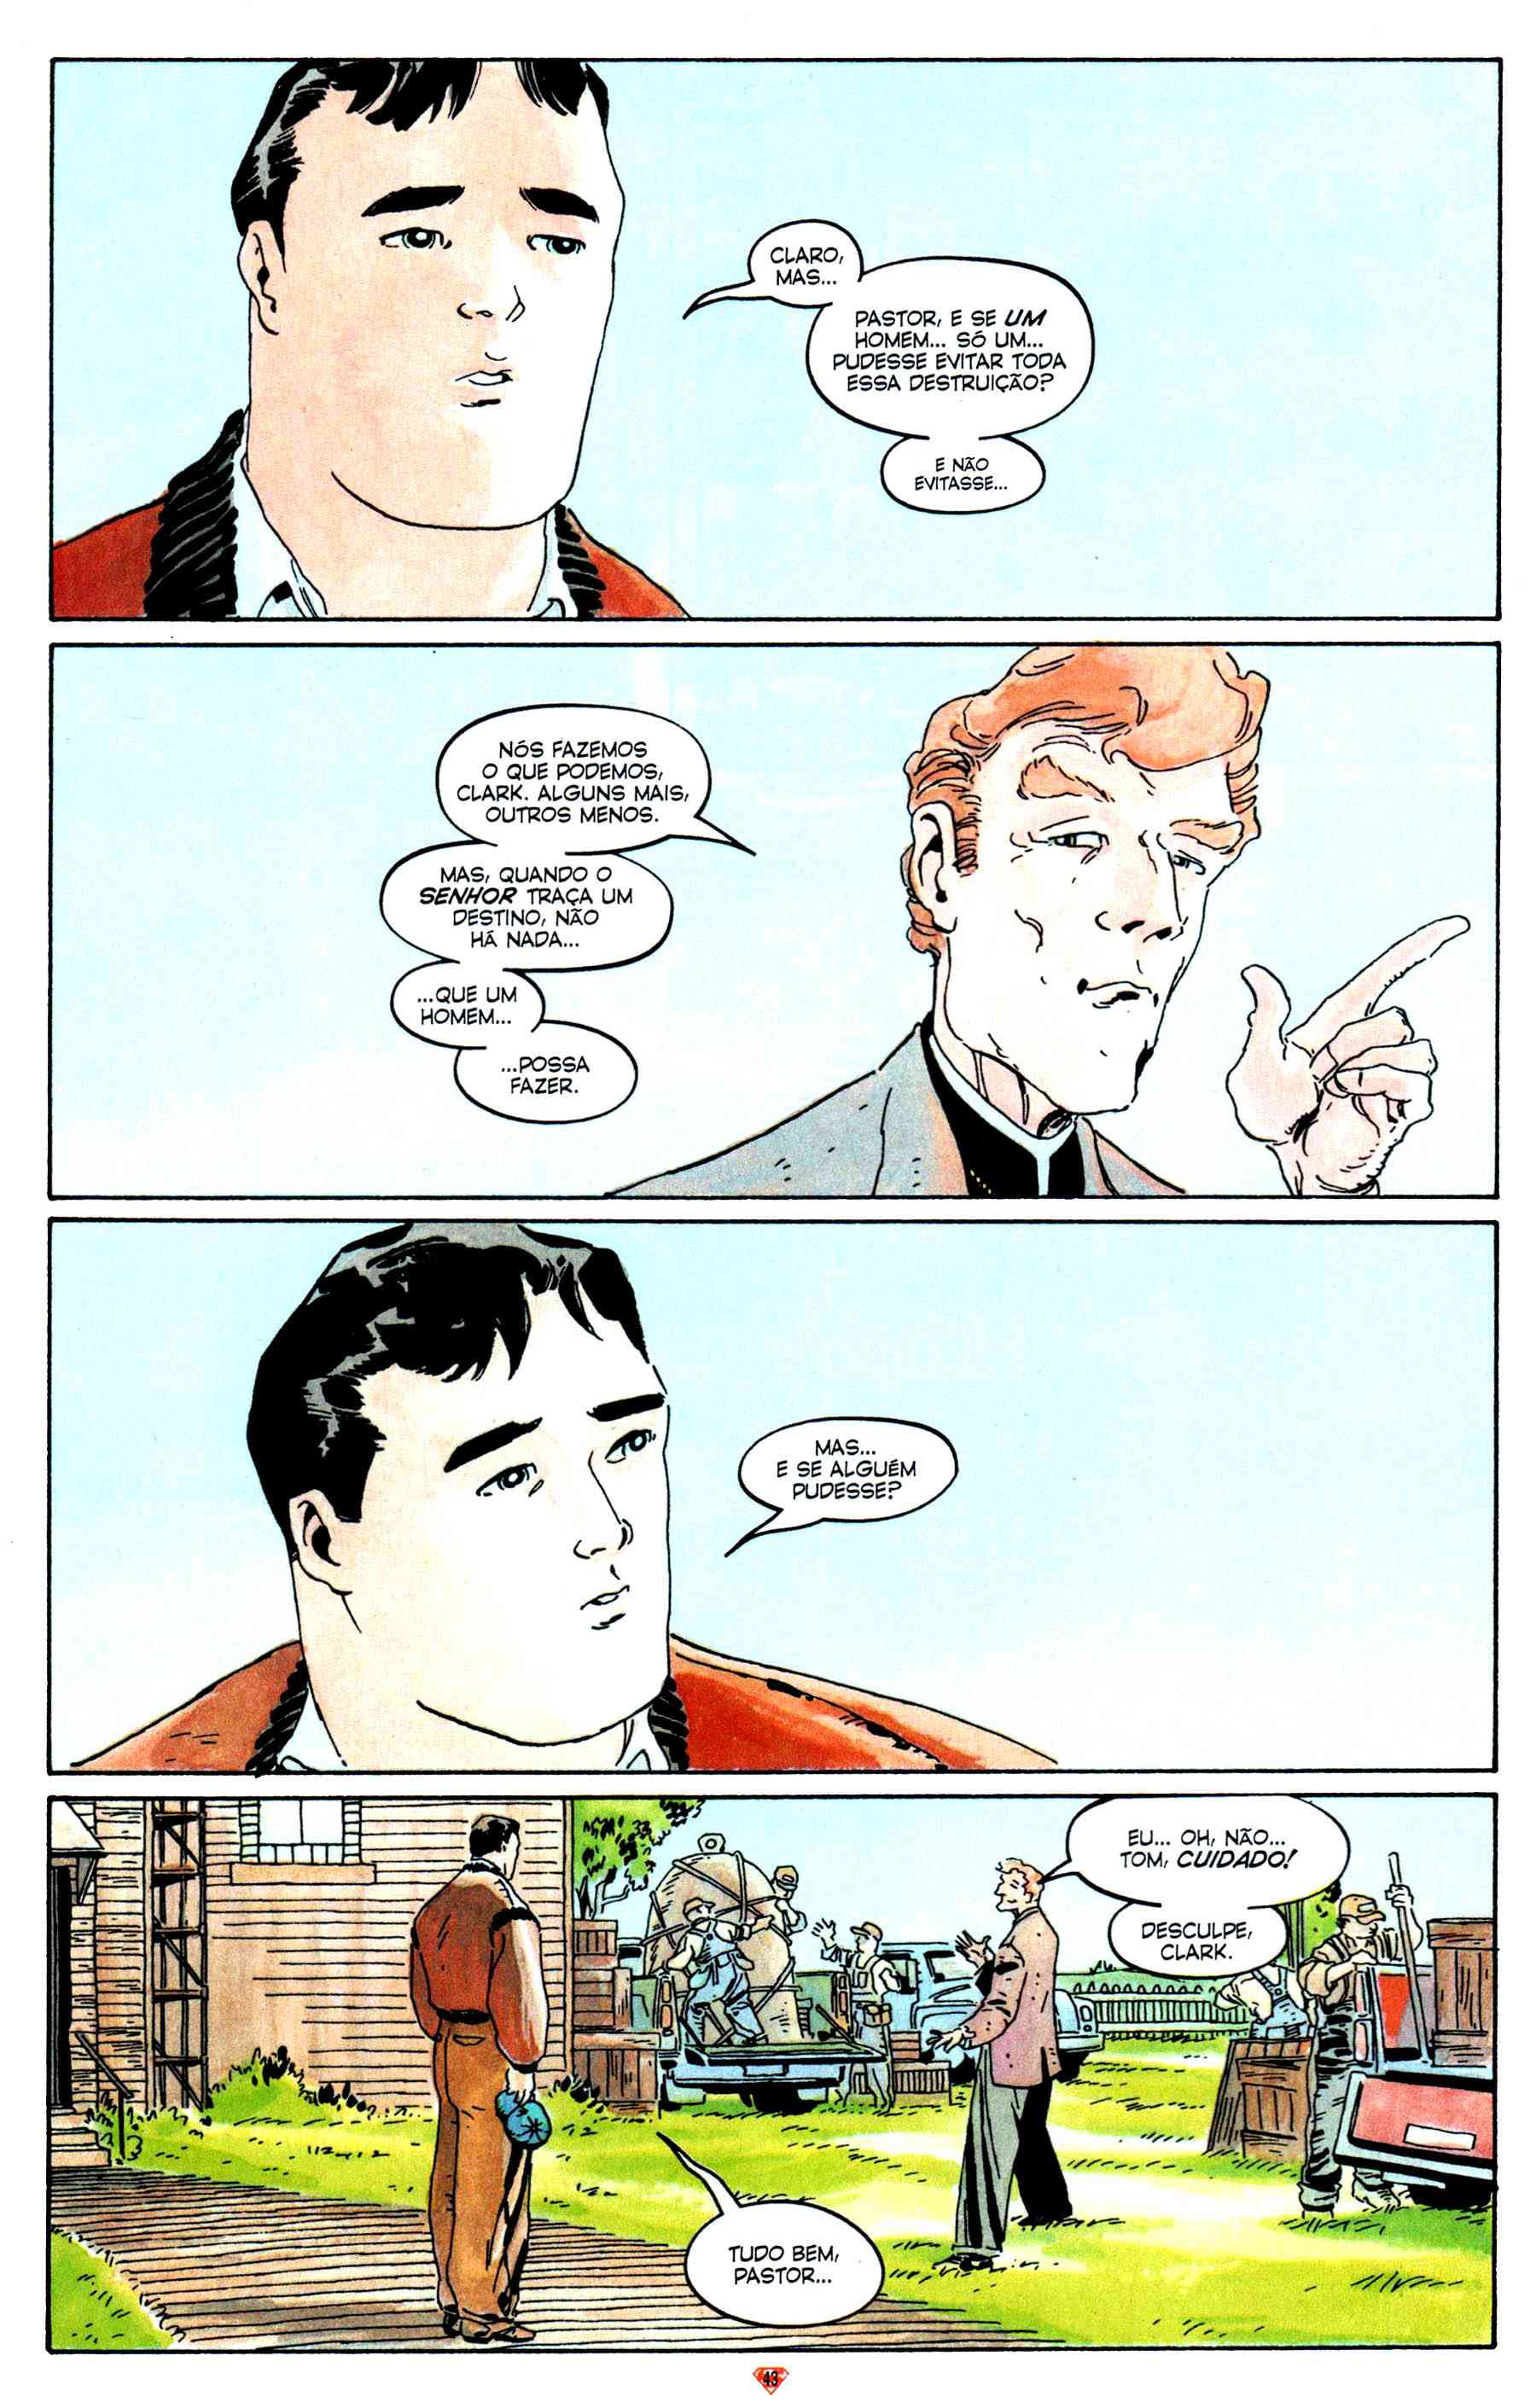 CLARO,
MAS...
PASTOR, E SE UM
HOMEM... SÓ UM...
PUDESSE EVITAR TODA
ESSA DESTRUIÇÃO?
E NÃO
EVITASSE...
NÓS FAZEMOS
O QUE PODEMOS,
CLARK. ALGUNS MAIS,
OUTROS MENOS.
MAS, QUANDO O
SENHOR TRAÇA UM
DESTINO, NÃO
HÁ NADA...
...QUE UM
HOMEM...
...POSSA
FAZER.
MAS...
E SE ALGUÉM
PUDESSE?
EU... OH, NÃO...
TOM, CUIDADO!
DESCULPE,
CLARK.
TUDO BEM,
PASTOR...
43